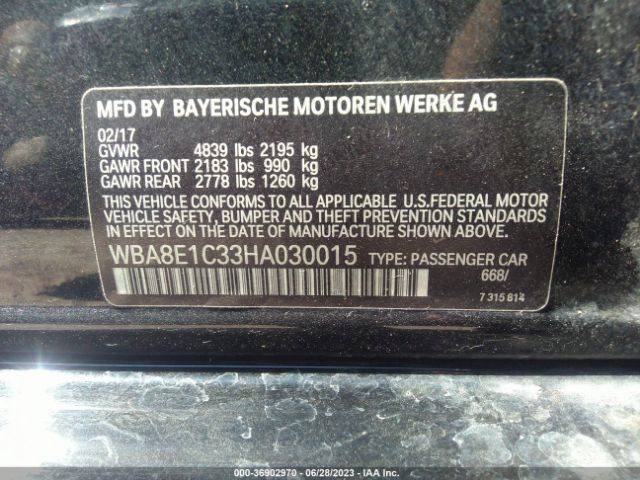 MFD BY BAYERISCHE MOTOREN WERKE AG
02/17
GVWR 4839 lbs 2195 kg
GAWR FRONT 2183 lbs 990 kg
GAWR REAR 2778 lbs 1260 kg
THIS VEHICLE CONFORMS TO ALL APPLICABLE U.S.FEDERAL MOTOR
VEHICLE SAFETY, BUMPER AND THEFT PREVENTION STANDARDS
IN EFFECT ON THE DATE OF MANUFACTURE SHOWN ABOVE.
WBA8E1C33HA030015 TYPE: PASSENGER CAR
668/
7 315 814
000-36902970 - 06/28/2023 - IAA Inc.